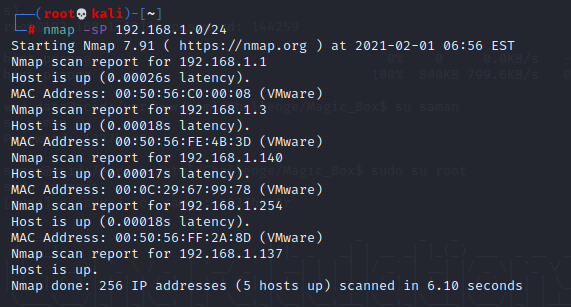 (root💀kali)-[~]
# nmap -sP 192.168.1.0/24
Starting Nmap 7.91 ( https://nmap.org ) at 2021-02-01 06:56 EST
Nmap scan report for 192.168.1.1
Host is up (0.00026s latency).
MAC Address: 00:50:56:C0:00:08 (VMware)
Nmap scan report for 192.168.1.3
Host is up (0.00018s latency).
MAC Address: 00:50:56:FE:4B:3D (VMware)
Nmap scan report for 192.168.1.140
Host is up (0.00017s latency).
MAC Address: 00:0C:29:67:99:78 (VMware)
Nmap scan report for 192.168.1.254
Host is up (0.00018s latency).
MAC Address: 00:50:56:FF:2A:8D (VMware)
Nmap scan report for 192.168.1.137
Host is up.
Nmap done: 256 IP addresses (5 hosts up) scanned in 6.10 seconds